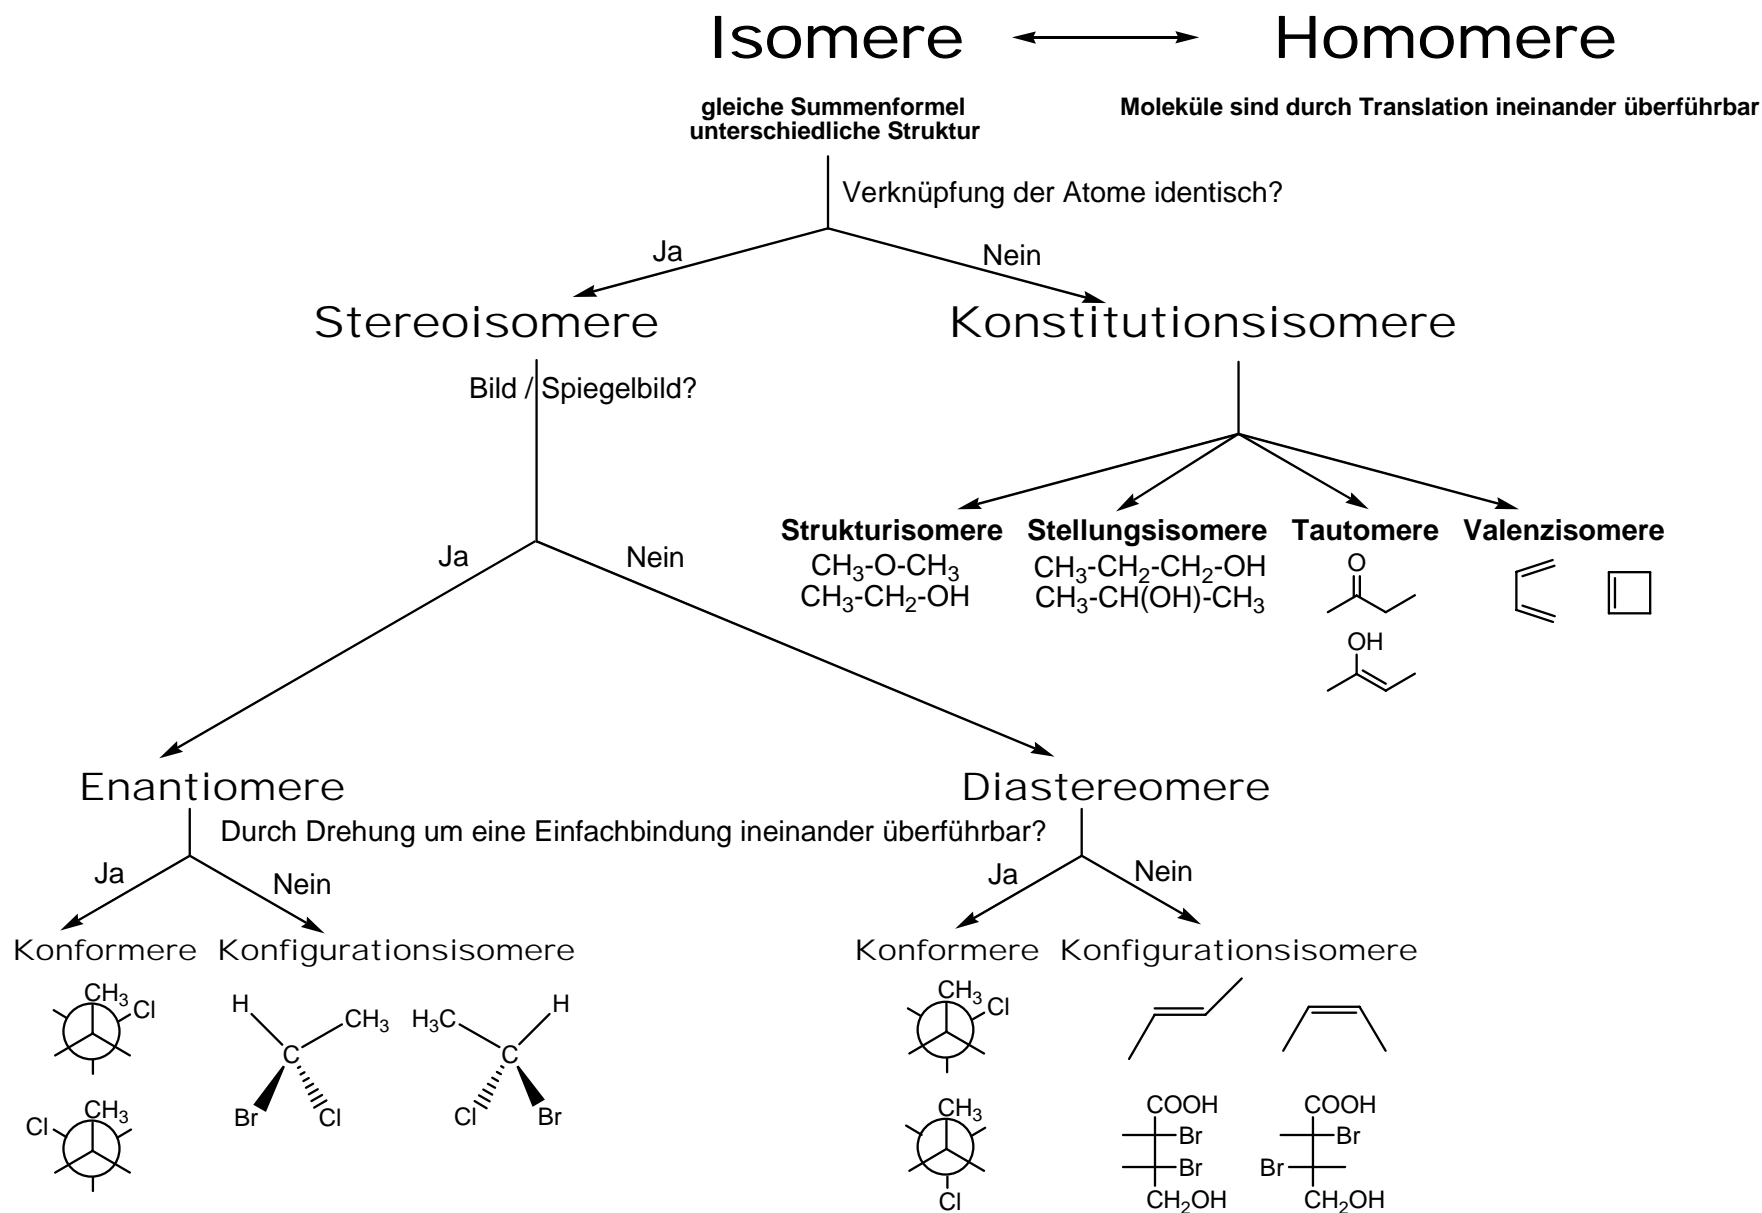 Isomere Homomere
gleiche Summenformel
unterschiedliche Struktur
Moleküle sind durch Translation ineinander überführbar
Verknüpfung der Atome identisch?
Ja Nein
Stereoisomere Konstitutionsisomere
Bild / Spiegelbild?
Strukturisomere Stellungsisomere Tautomere Valenzisomere
CH3-O-CH3 CH3-CH2-CH2-OH O
CH3-CH2-OH CH3-CH(OH)-CH3
OH
Ja Nein
Enantiomere Diastereomere
Durch Drehung um eine Einfachbindung ineinander überführbar?
Ja Nein Ja Nein
Konformere Konfigurationsisomere Konformere Konfigurationsisomere
CH3 Cl H CH3 H3C H CH3 Cl
C C
Br Cl Cl Br
Cl CH3 CH3 COOH COOH
Br Br
Br Br
Cl CH2OH CH2OH